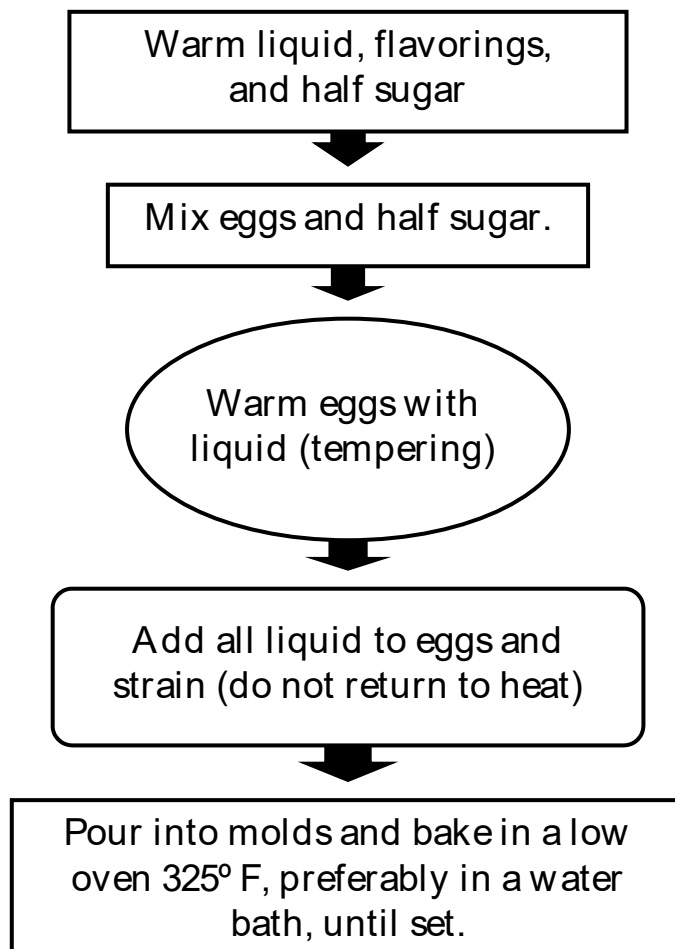 Warm liquid, flavorings,
and half sugar
Mix eggs and half sugar.
Warm eggs with
liquid (tempering)
Add all liquid to eggs and
strain (do not return to heat)
Pour into molds and bake in a low
oven 325º F, preferably in a water
bath, until set.